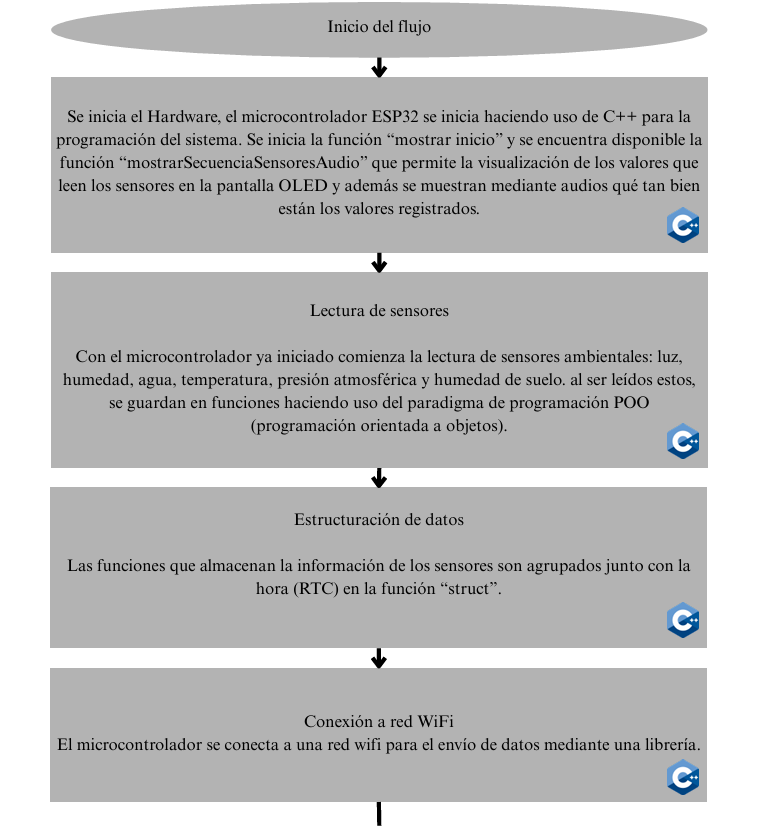 Inicio del flujo
Se inicia el Hardware, el microcontrolador ESP32 se inicia haciendo uso de C++ para la
programación del sistema. Se inicia la función “mostrar inicio” y se encuentra disponible la
función “mostrarSecuenciaSensoresAudio” que permite la visualización de los valores que
leen los sensores en la pantalla OLED y además se muestran mediante audios qué tan bien
están los valores registrados.
C++
Lectura de sensores
Con el microcontrolador ya iniciado comienza la lectura de sensores ambientales: luz,
humedad, agua, temperatura, presión atmosférica y humedad de suelo. al ser leídos estos,
se guardan en funciones haciendo uso del paradigma de programación POO
(programación orientada a objetos).
C++
Estructuración de datos
Las funciones que almacenan la información de los sensores son agrupados junto con la
hora (RTC) en la función “struct”.
C++
Conexión a red WiFi
El microcontrolador se conecta a una red wifi para el envío de datos mediante una librería.
C++